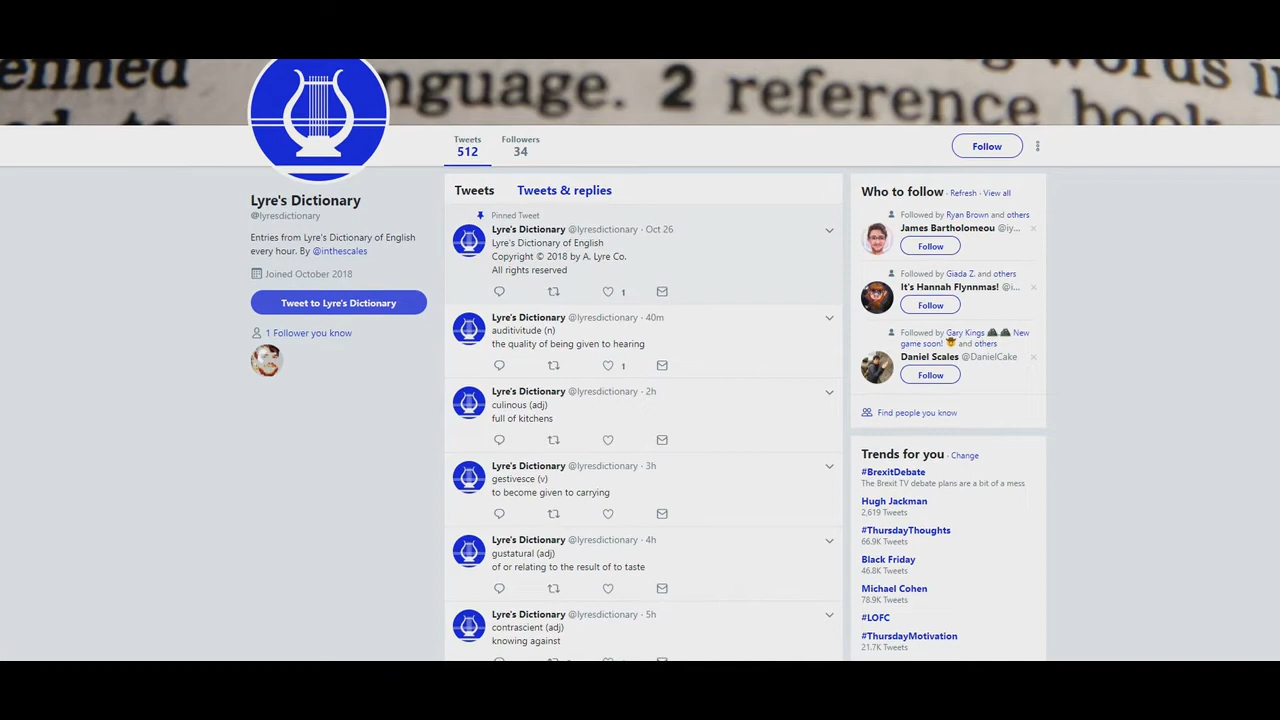 enned
nguage. 2 reference book
words in
ed to
Tweets
512
Followers
34
Follow
Lyre's Dictionary
@lyresdictionary
Entries from Lyre's Dictionary of English
every hour. By @inthescales
Joined October 2018
Tweet to Lyre's Dictionary
1 Follower you know
Tweets Tweets & replies
Pinned Tweet
Lyre's Dictionary @lyresdictionary · Oct 26
Lyre's Dictionary of English
Copyright © 2018 by A. Lyre Co.
All rights reserved
1
Lyre's Dictionary @lyresdictionary · 40m
auditivitude (n)
the quality of being given to hearing
1
Lyre's Dictionary @lyresdictionary · 2h
culinous (adj)
full of kitchens
Lyre's Dictionary @lyresdictionary · 3h
gestivesce (v)
to become given to carrying
Lyre's Dictionary @lyresdictionary · 4h
gustatural (adj)
of or relating to the result of to taste
Lyre's Dictionary @lyresdictionary · 5h
contrascient (adj)
knowing against
Who to follow · Refresh · View all
Followed by Ryan Brown and others
James Bartholomeou @iy...
Follow
Followed by Giada Z. and others
It's Hannah Flynnmas! @i...
Follow
Followed by Gary Kings New
game soon! and others
Daniel Scales @DanielCake
Follow
Find people you know
Trends for you · Change
#BrexitDebate
The Brexit TV debate plans are a bit of a mess
Hugh Jackman
2,619 Tweets
#ThursdayThoughts
66.9K Tweets
Black Friday
46.8K Tweets
Michael Cohen
78.9K Tweets
#LOFC
#ThursdayMotivation
21.7K Tweets